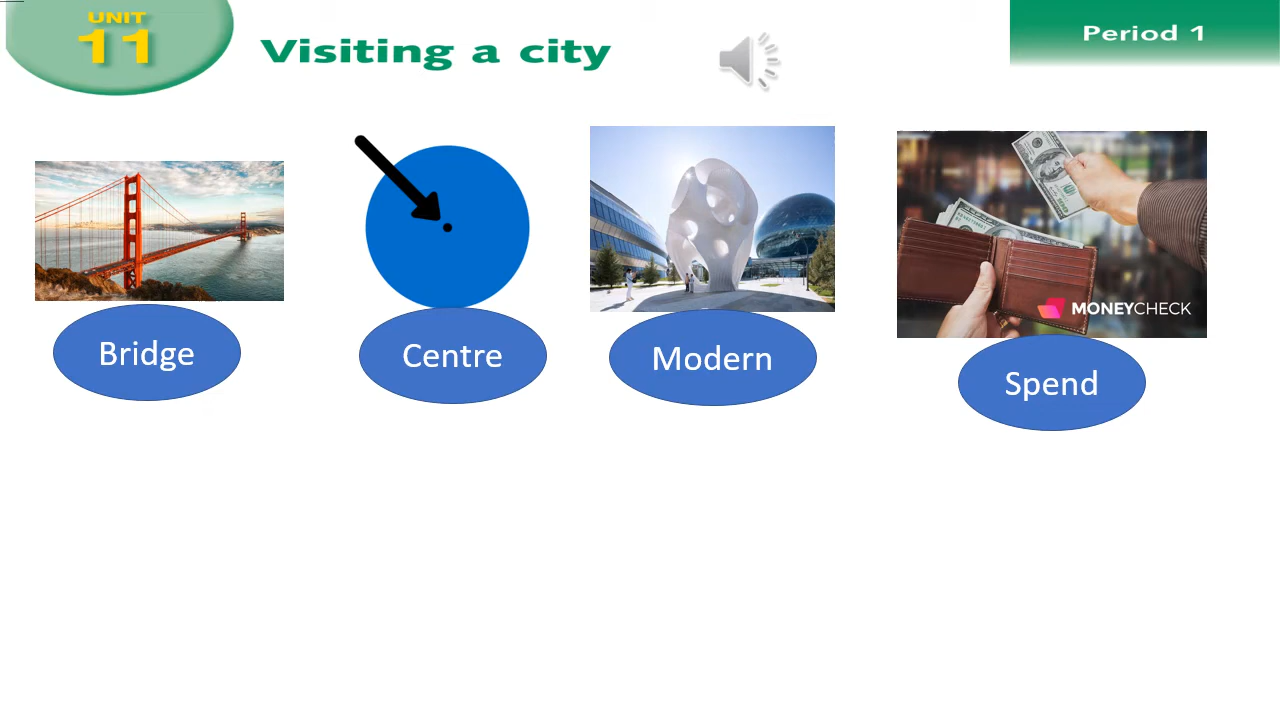 UNIT
11
Visiting a city
Period 1
MONEYCHECK
Bridge
Centre
Modern
Spend